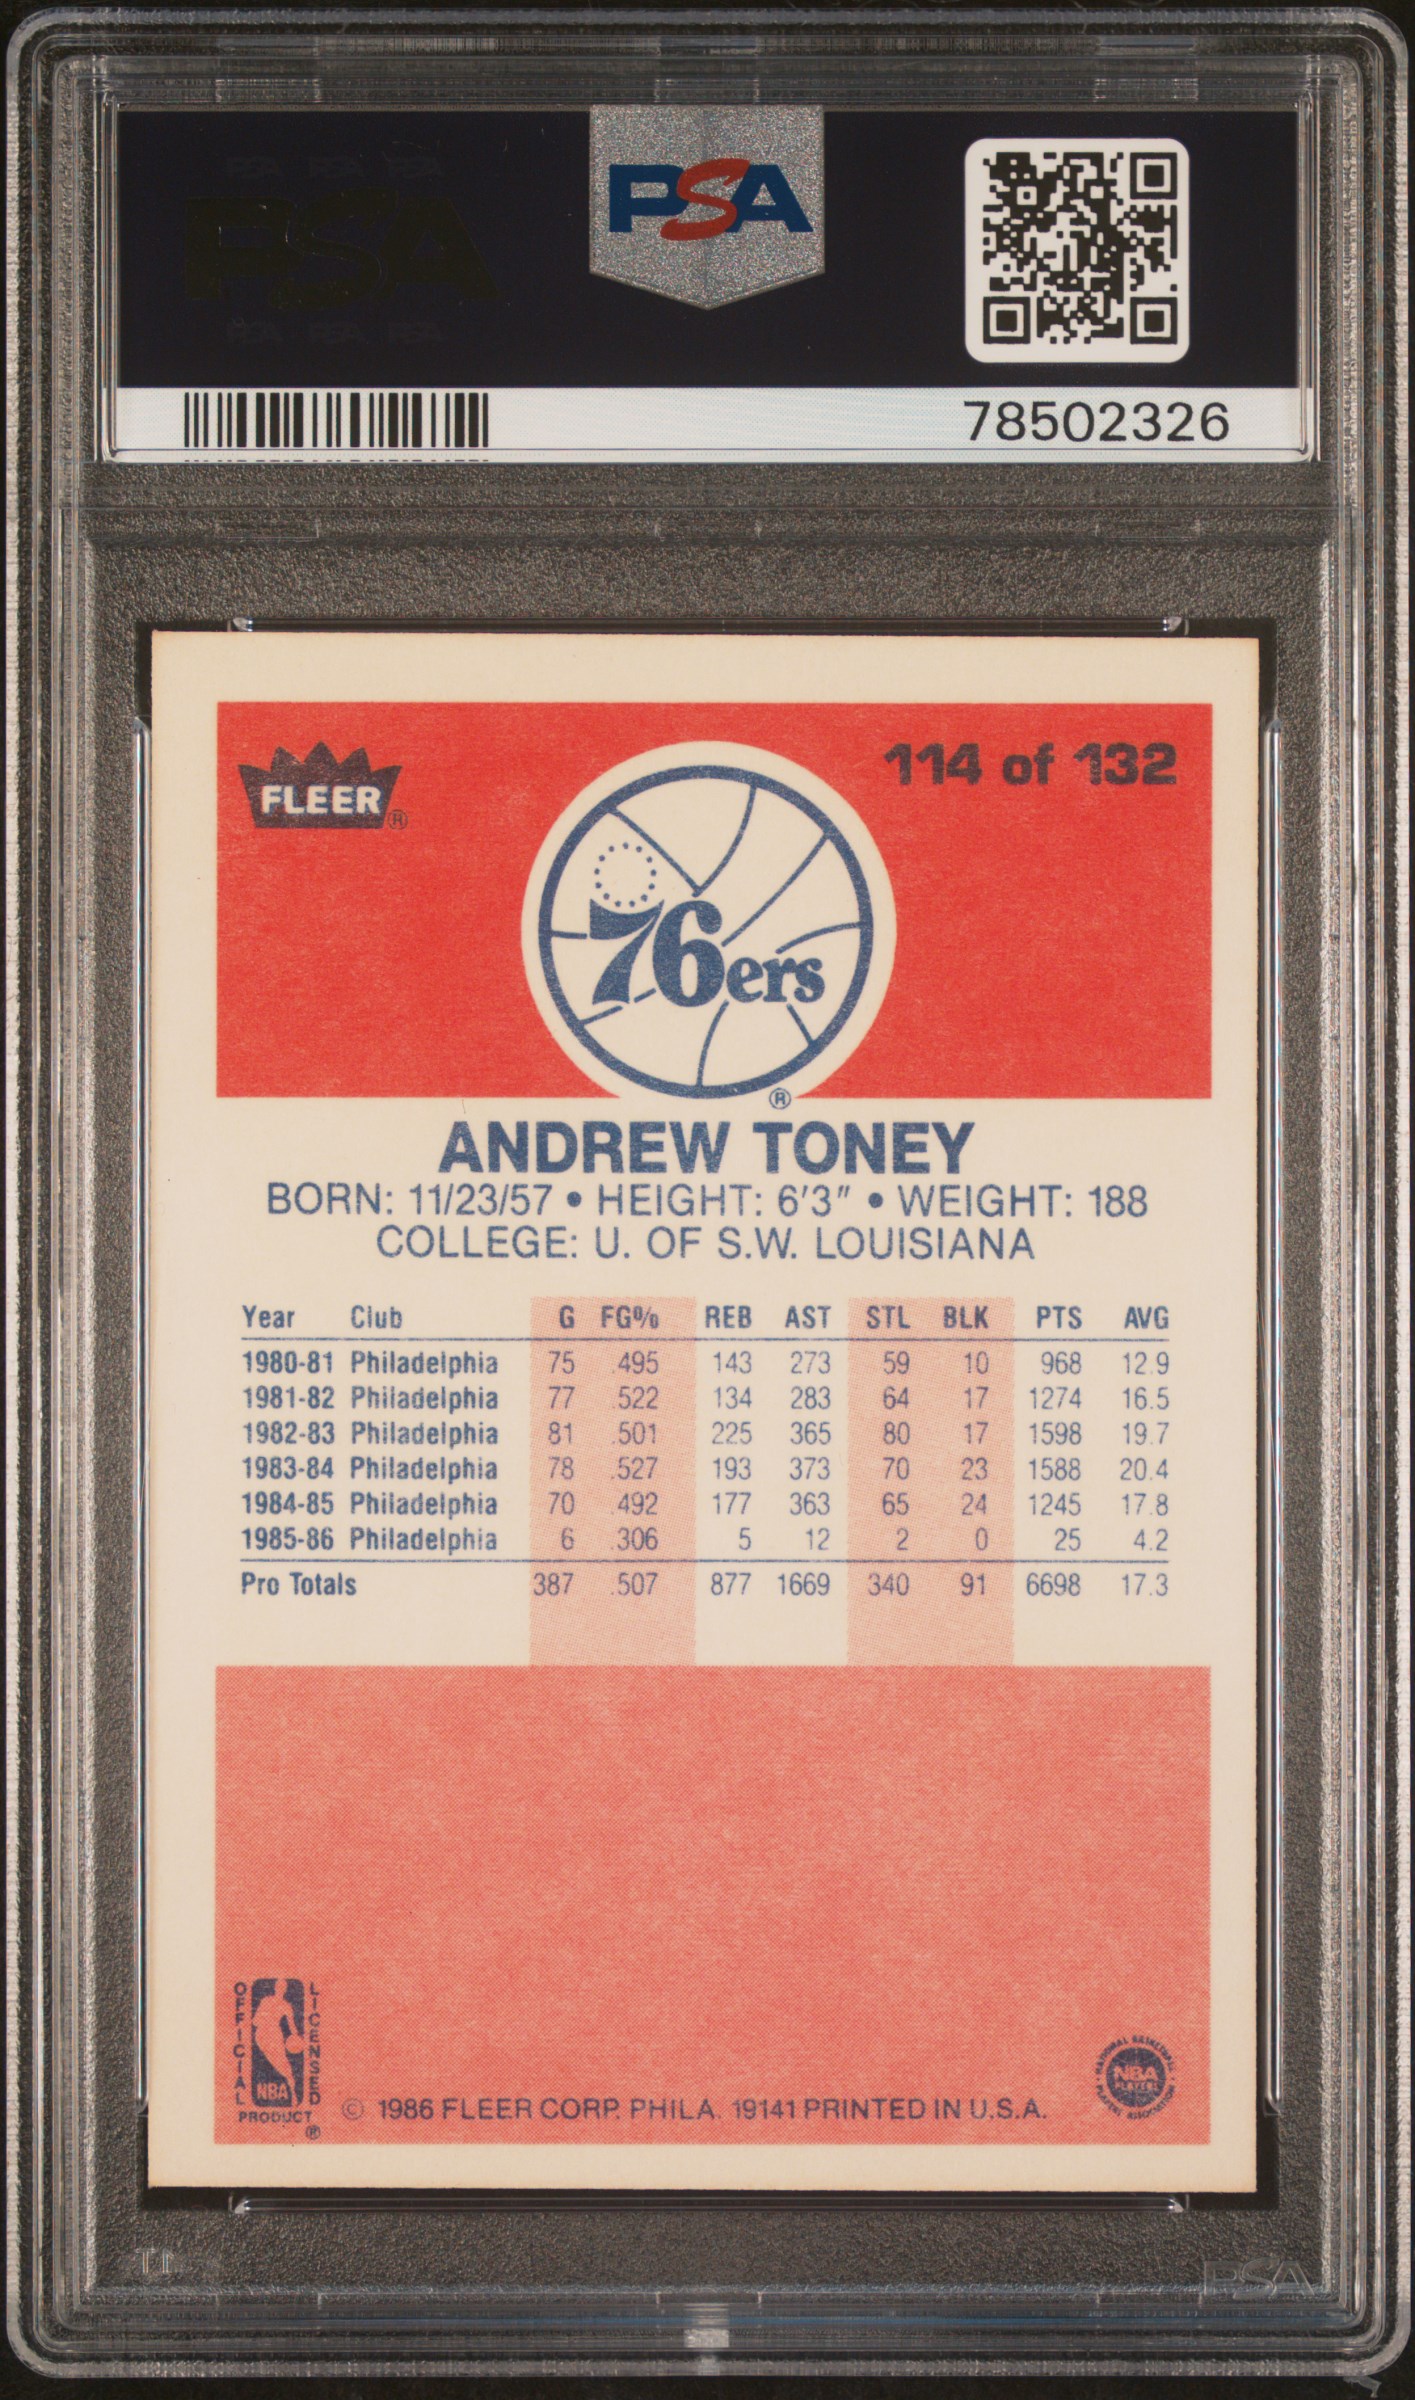 PSA
78502326
FLEER ®
114 of 132
76ers ®
ANDREW TONEY
BORN: 11/23/57 • HEIGHT: 6'3" • WEIGHT: 188
COLLEGE: U. OF S.W. LOUISIANA
Year Club G FG% REB AST STL BLK PTS AVG
1980-81 Philadelphia 75 .495 143 273 59 10 968 12.9
1981-82 Philadelphia 77 .522 134 283 64 17 1274 16.5
1982-83 Philadelphia 81 .501 225 365 80 17 1598 19.7
1983-84 Philadelphia 78 .527 193 373 70 23 1588 20.4
1984-85 Philadelphia 70 .492 177 363 65 24 1245 17.8
1985-86 Philadelphia 6 .306 5 12 2 0 25 4.2
Pro Totals 387 .507 877 1669 340 91 6698 17.3
OFFICIAL LICENSED
NBA
PRODUCT ®
© 1986 FLEER CORP. PHILA. 19141 PRINTED IN U.S.A.
NATIONAL BASKETBALL
NBA
PLAYERS
PLAYERS ASSOCIATION
PSA